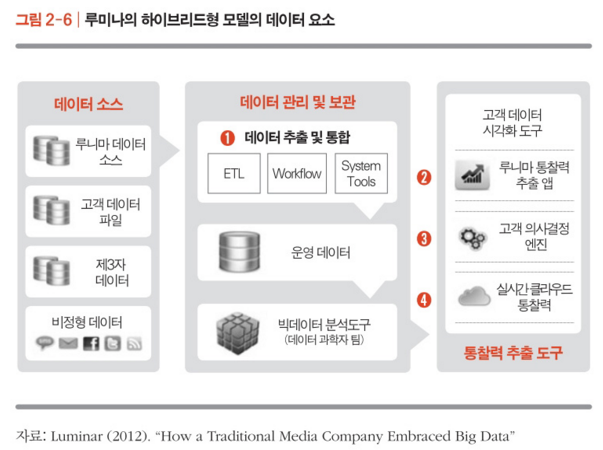 그림 2-6 | 루미나의 하이브리드형 모델의 데이터 요소
데이터 소스
루니마 데이터
소스
고객 데이터
파일
제3자
데이터
비정형 데이터
데이터 관리 및 보관
1 데이터 추출 및 통합
ETL
Workflow
System
Tools
운영 데이터
빅데이터 분석도구
(데이터 과학자 팀)
고객 데이터
시각화 도구
2
루니마 통찰력
추출 앱
3
고객 의사결정
엔진
4
실시간 클라우드
통찰력
통찰력 추출 도구
자료: Luminar (2012). “How a Traditional Media Company Embraced Big Data”